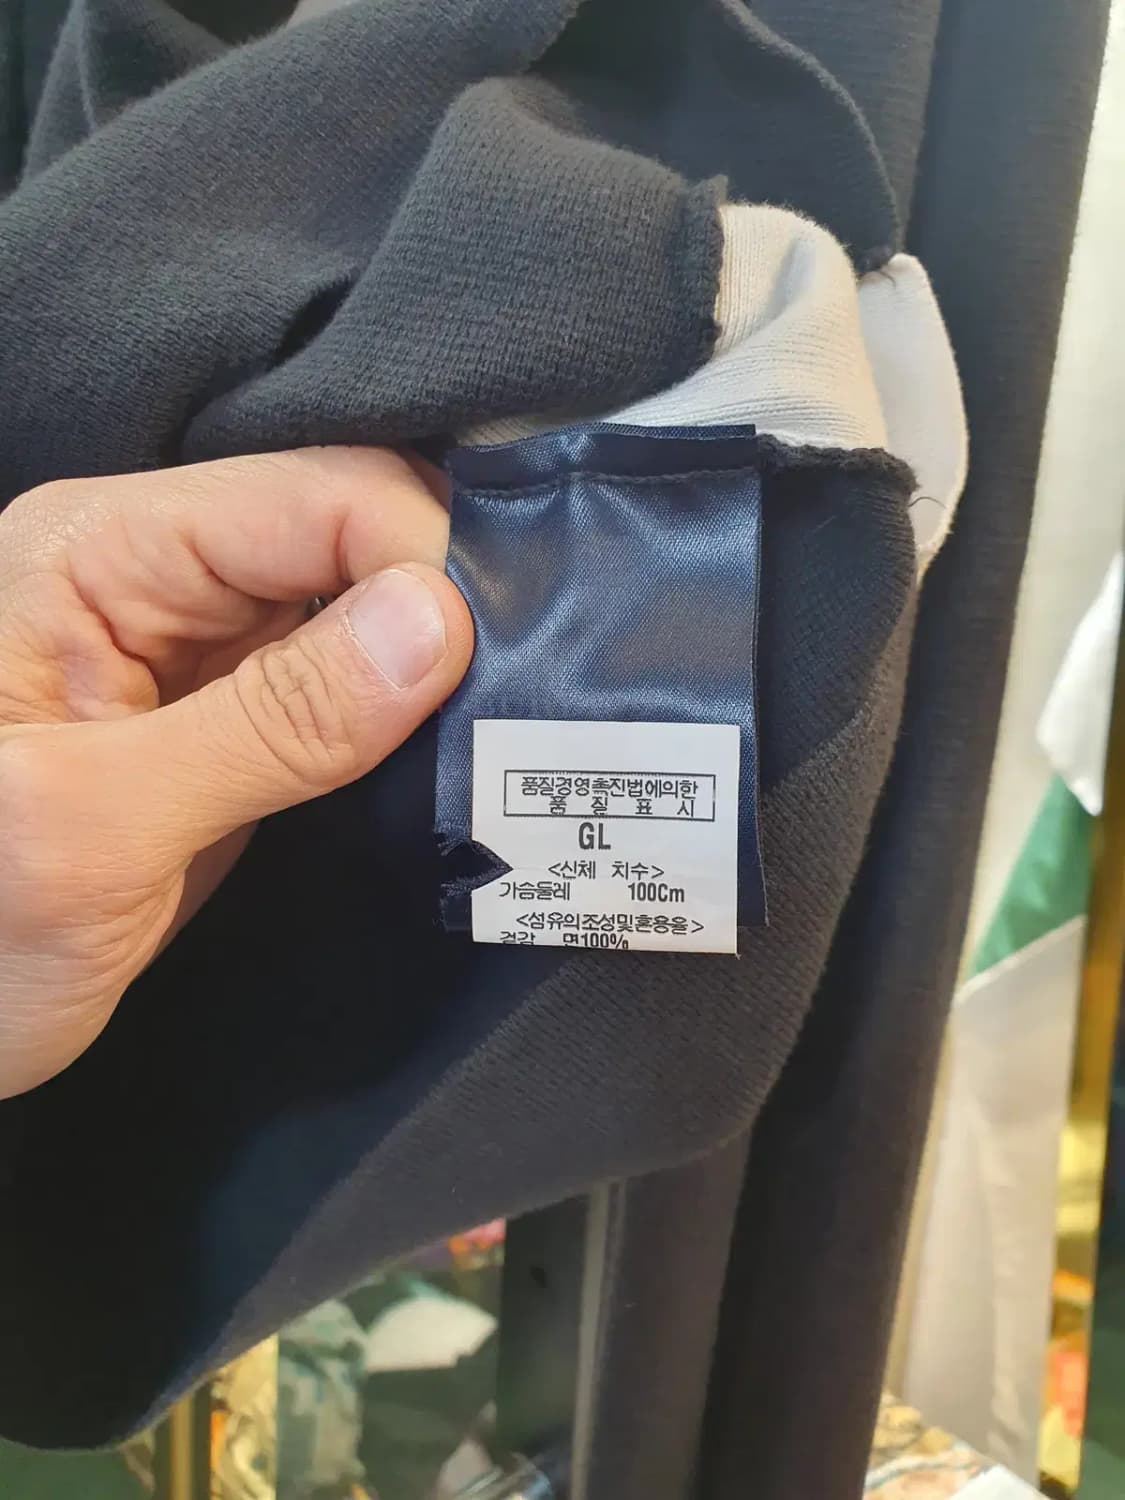 품질경영촉진법에의한
품 질 표 시
GL
<신체 치수>
가슴둘레 100Cm
<섬유의조성및혼용율>
겉감 면100%